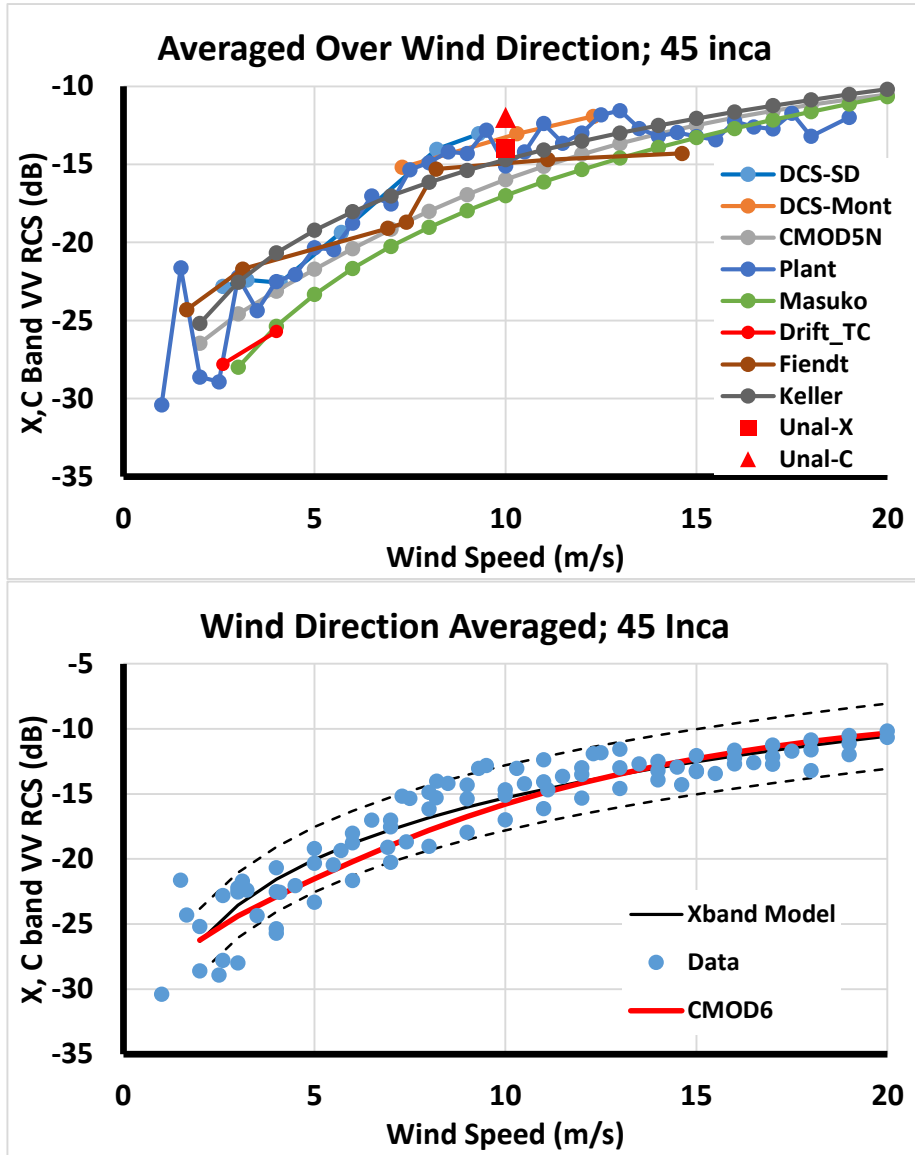 Averaged Over Wind Direction; 45 inca
X,C Band VV RCS (dB)
-10
-15
-20
-25
-30
-35
DCS-SD
DCS-Mont
CMOD5N
Plant
Masuko
Drift_TC
Fiendt
Keller
Unal-X
Unal-C
0 5 10 15 20
Wind Speed (m/s)
Wind Direction Averaged; 45 Inca
X, C band VV RCS (dB)
-5
-10
-15
-20
-25
-30
-35
Xband Model
Data
CMOD6
0 5 10 15 20
Wind Speed (m/s)